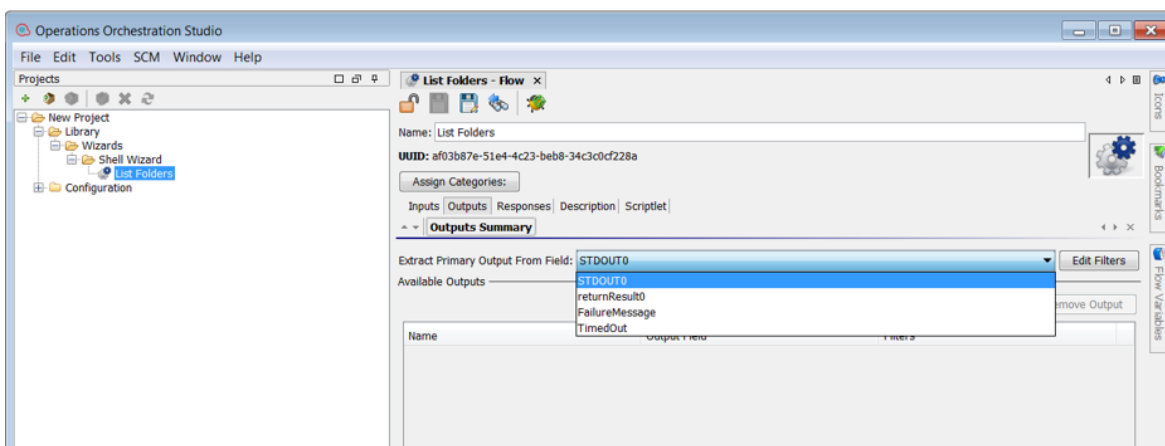 Operations Orchestration Studio
File Edit Tools SCM Window Help
Projects
New Project
Library
Wizards
Shell Wizard
List Folders
Configuration
List Folders - Flow
Name: List Folders
UUID: af03b87e-51e4-4c23-beb8-34c3c0cf228a
Assign Categories:
Inputs Outputs Responses Description Scriptlet
Outputs Summary
Extract Primary Output From Field: STDOUT0 Edit Filters
Available Outputs
STDOUT0
returnResult0
FailureMessage
TimedOut
move Output
Name Output Field Filters
Icons
Bookmarks
Flow Variables